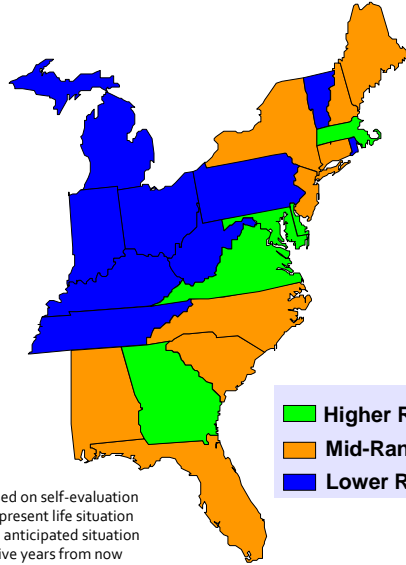 Higher R
Mid-Ran
Lower R
ed on self-evaluation
present life situation
anticipated situation
ive years from now